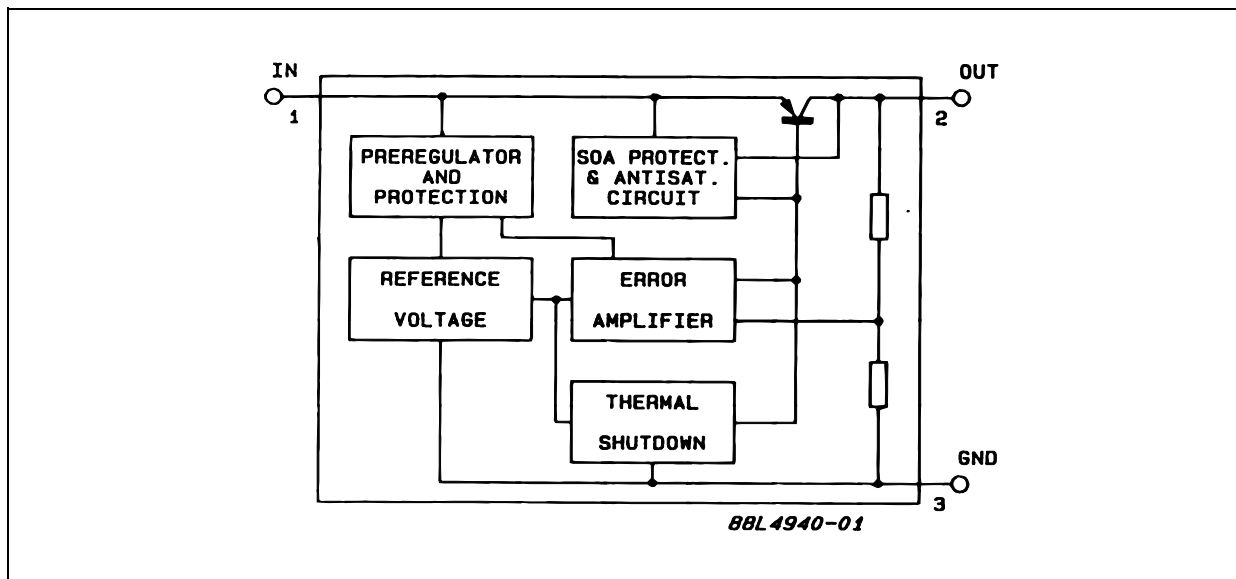 IN
OUT
1
2
PREREGULATOR
AND
PROTECTION
SOA PROTECT.
& ANTISAT.
CIRCUIT
REFERENCE
VOLTAGE
ERROR
AMPLIFIER
THERMAL
SHUTDOWN
GND
3
88L4940-01